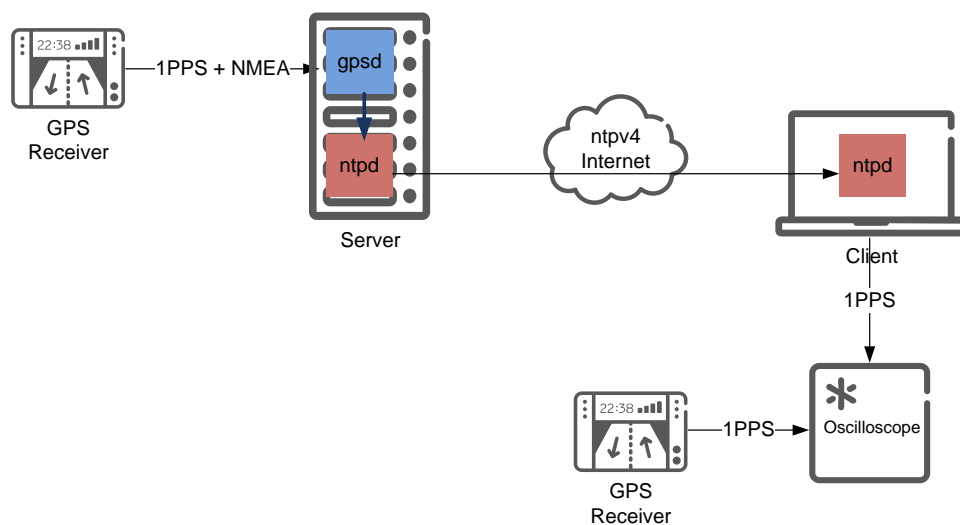 22:38
GPS
Receiver
1PPS + NMEA
gpsd
ntpd
Server
ntpv4
Internet
ntpd
Client
1PPS
22:38
GPS
Receiver
1PPS
Oscilloscope